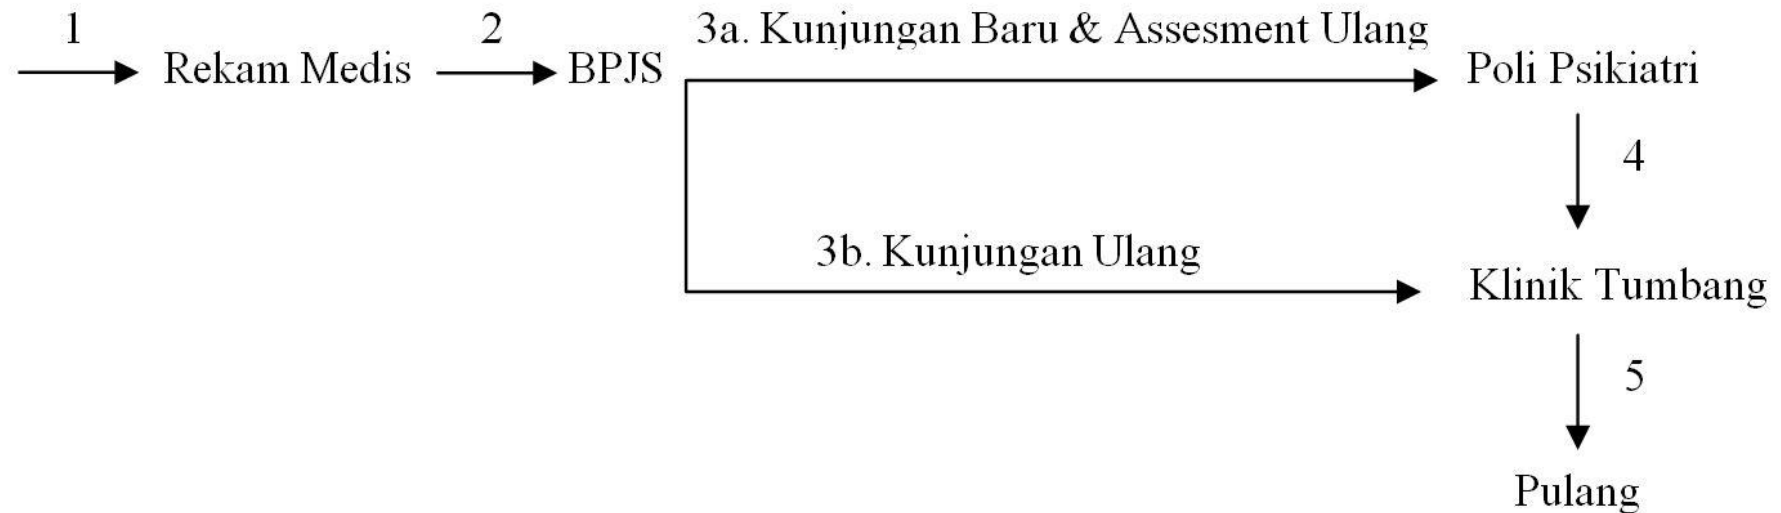 1
Rekam Medis
2
BPJS
3a. Kunjungan Baru & Assesment Ulang
Poli Psikiatri
4
3b. Kunjungan Ulang
Klinik Tumbang
5
Pulang